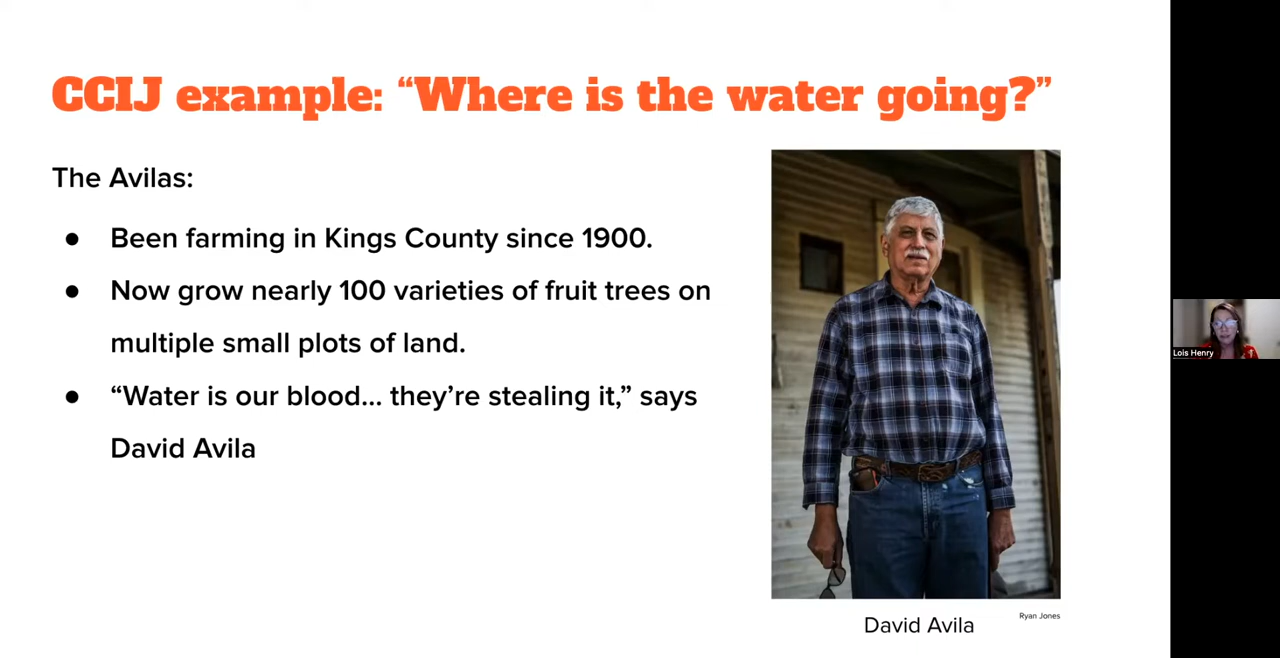 CCIJ example: “Where is the water going?”
The Avilas:
● Been farming in Kings County since 1900.
● Now grow nearly 100 varieties of fruit trees on
multiple small plots of land.
● “Water is our blood... they’re stealing it,” says
David Avila
Lois Henry
Ryan Jones
David Avila